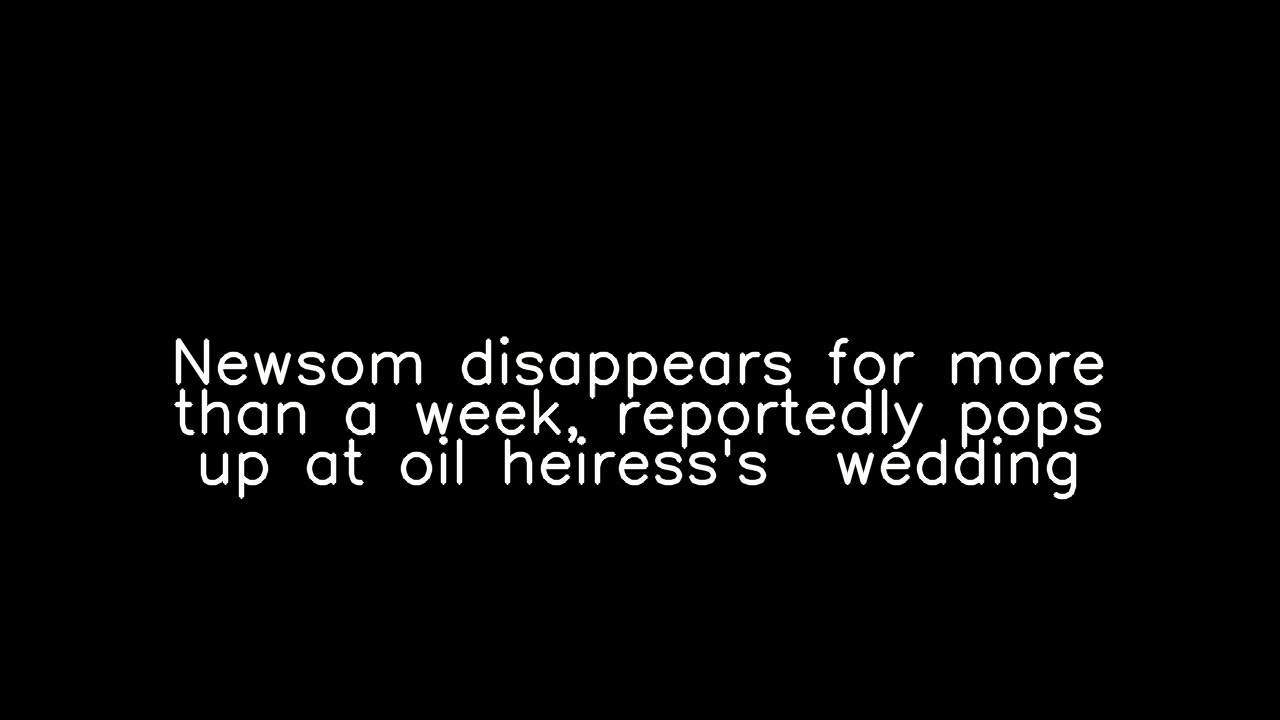 Newsom disappears for more
than a week, reportedly pops
up at oil heiress's  wedding